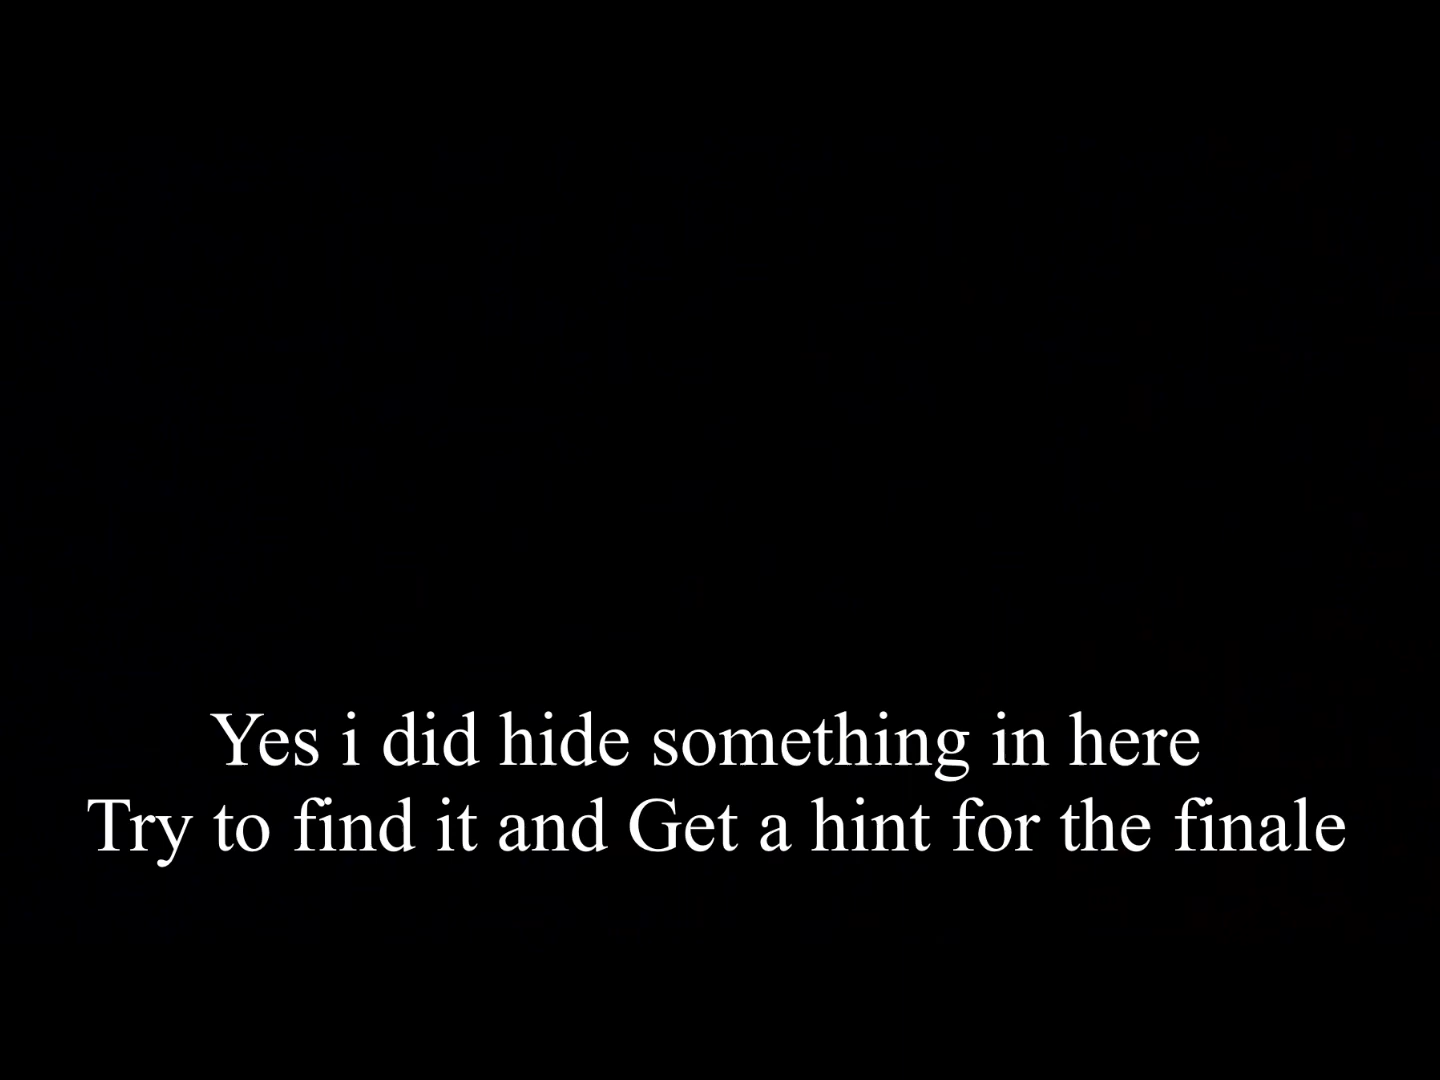 Yes i did hide something in here
Try to find it and Get a hint for the finale